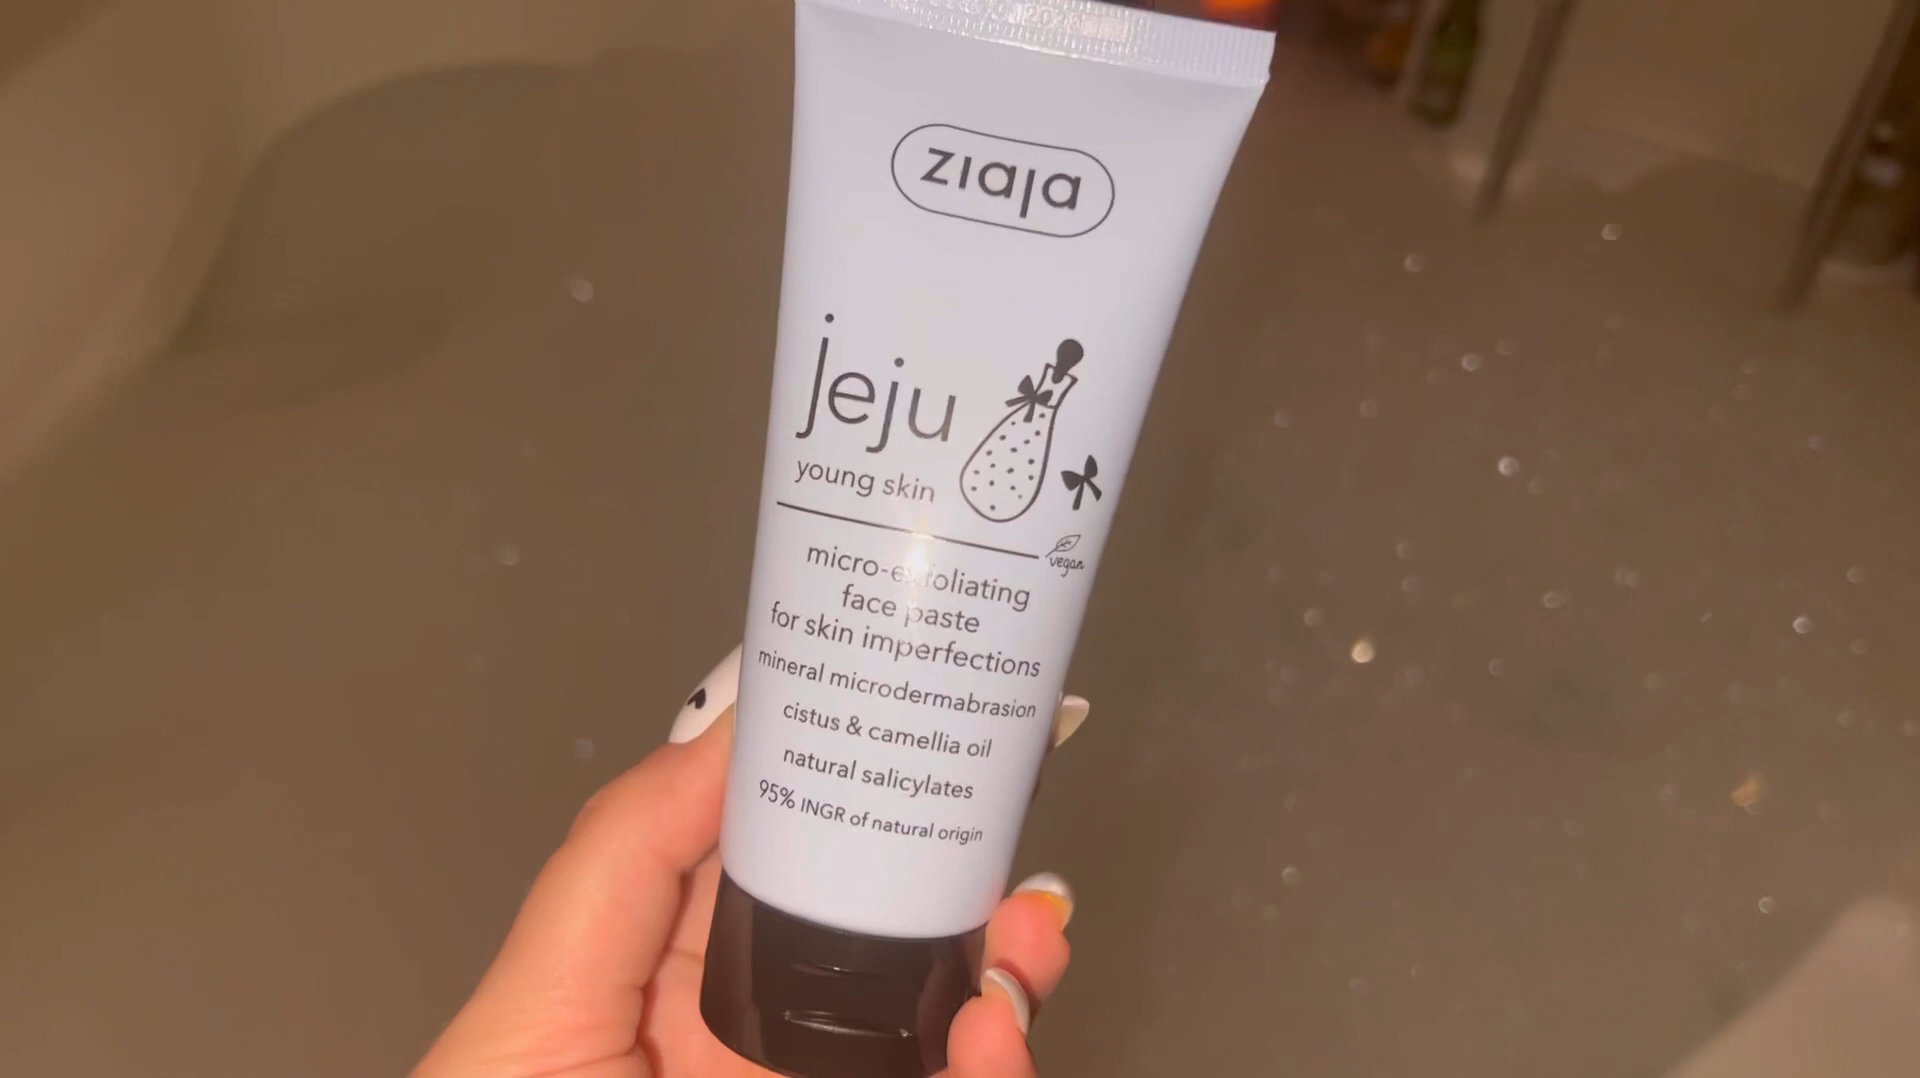 ziaja
jeju
young skin
vegan
micro-exfoliating
face paste
for skin imperfections
mineral microdermabrasion
cistus & camellia oil
natural salicylates
95% INGR of natural origin